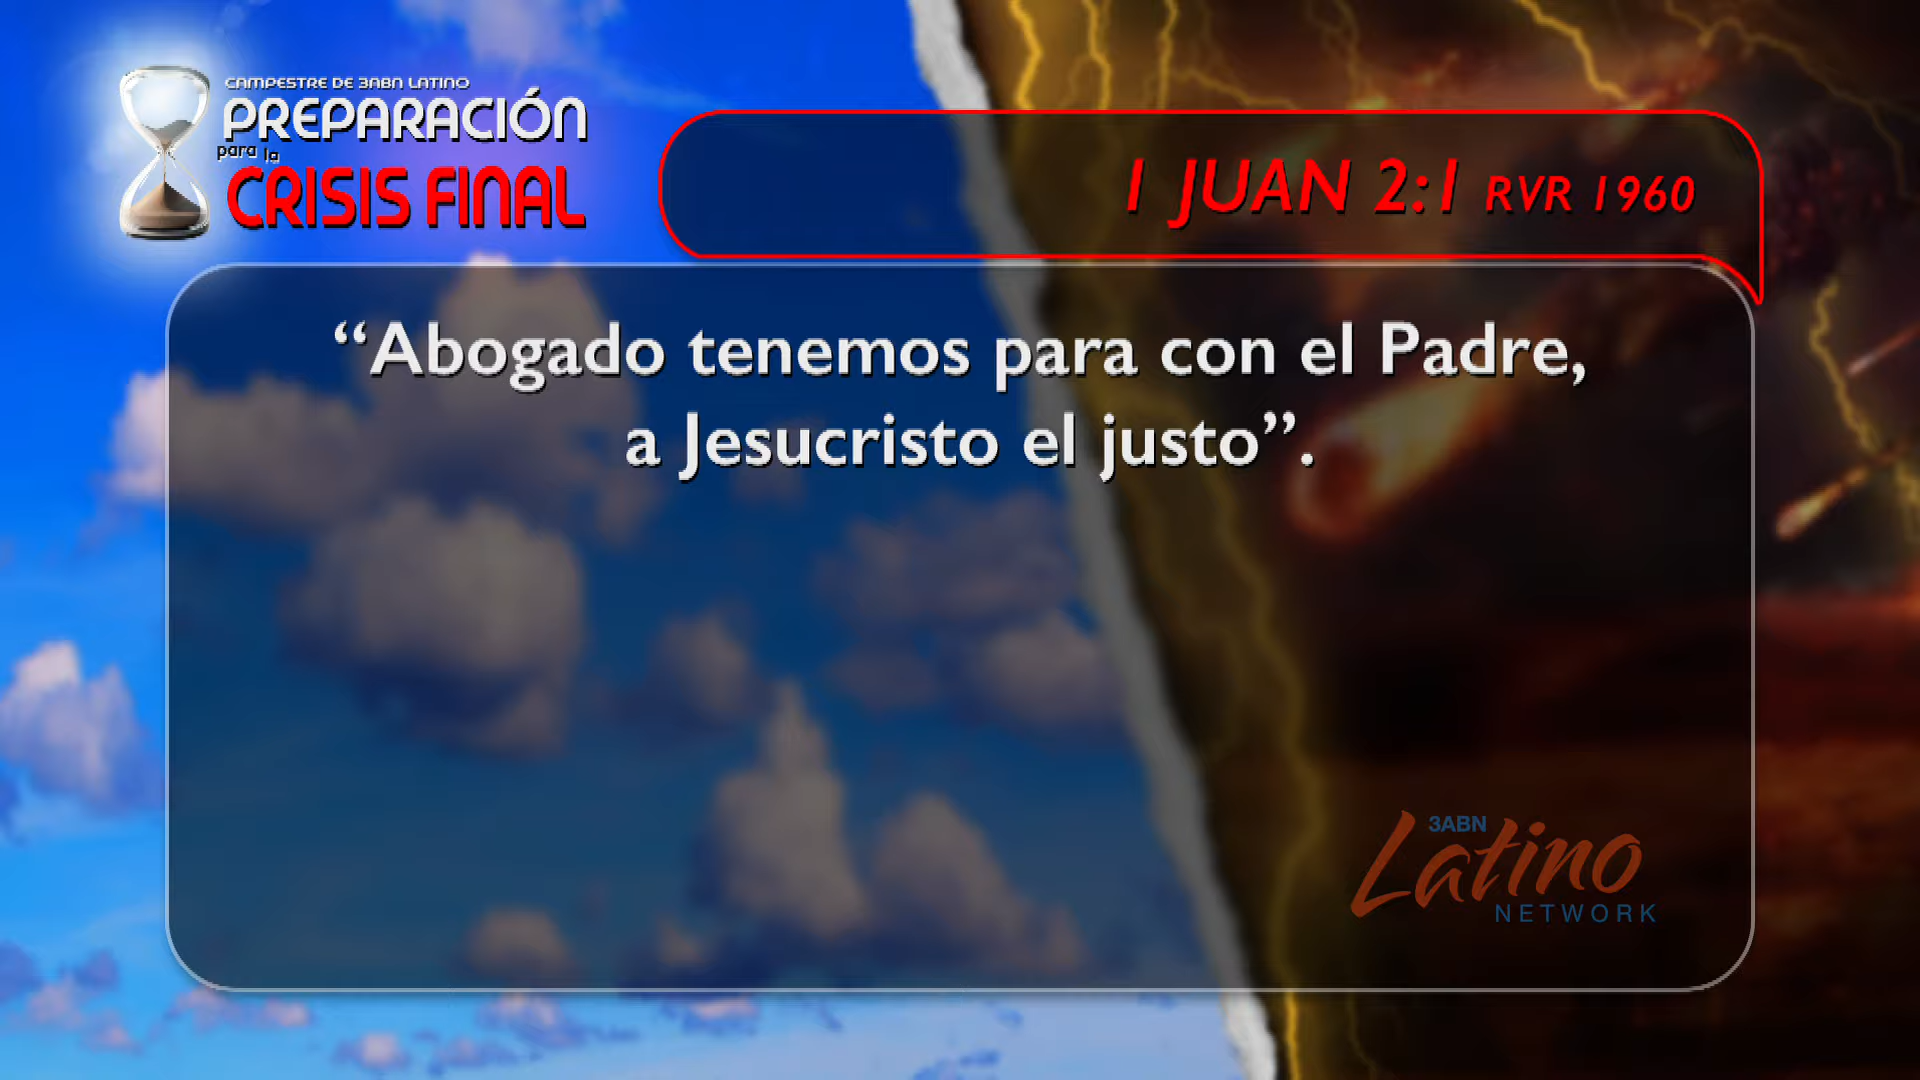 CAMPESTRE DE 3ABN LATINO
PREPARACIÓN
para la
CRISIS FINAL
1 JUAN 2:1 RVR 1960
“Abogado tenemos para con el Padre,
a Jesucristo el justo”.
3ABN
Latino
NETWORK